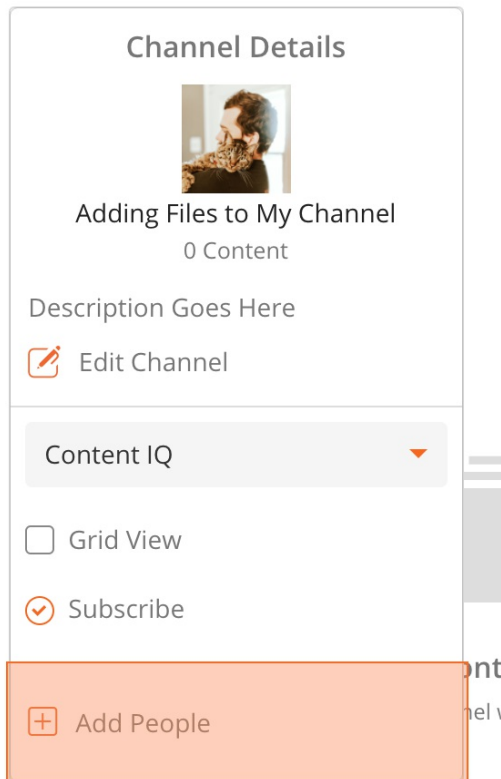 Channel Details
Adding Files to My Channel
0 Content
Description Goes Here
Edit Channel
Content IQ
Grid View
Subscribe
Add People